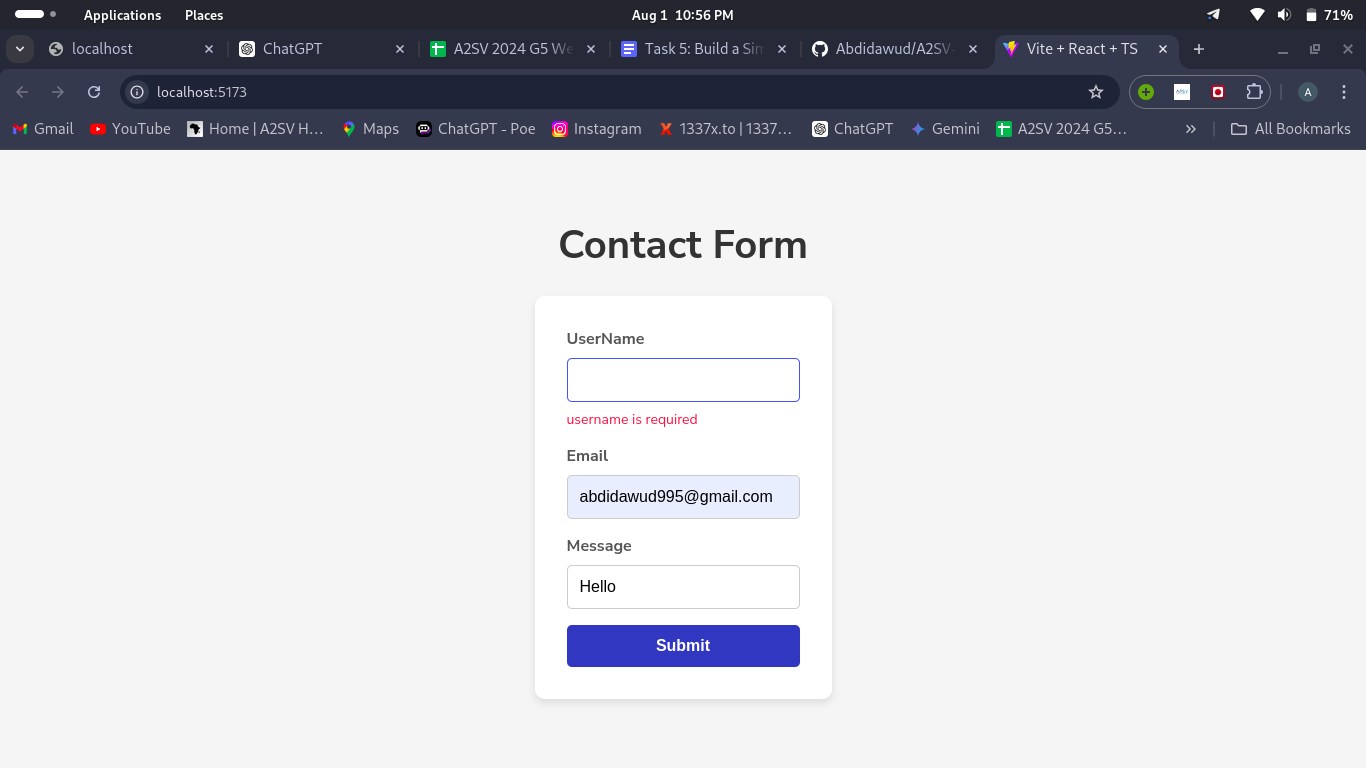 Applications Places Aug 1 10:56 PM 71%
localhost ChatGPT A2SV 2024 G5 We Task 5: Build a Sim Abdidawud/A2SV- Vite + React + TS
localhost:5173 A
Gmail YouTube Home | A2SV H... Maps ChatGPT - Poe Instagram 1337x.to | 1337... ChatGPT Gemini A2SV 2024 G5... » All Bookmarks
Contact Form
UserName
username is required
Email
abdidawud995@gmail.com
Message
Hello
Submit